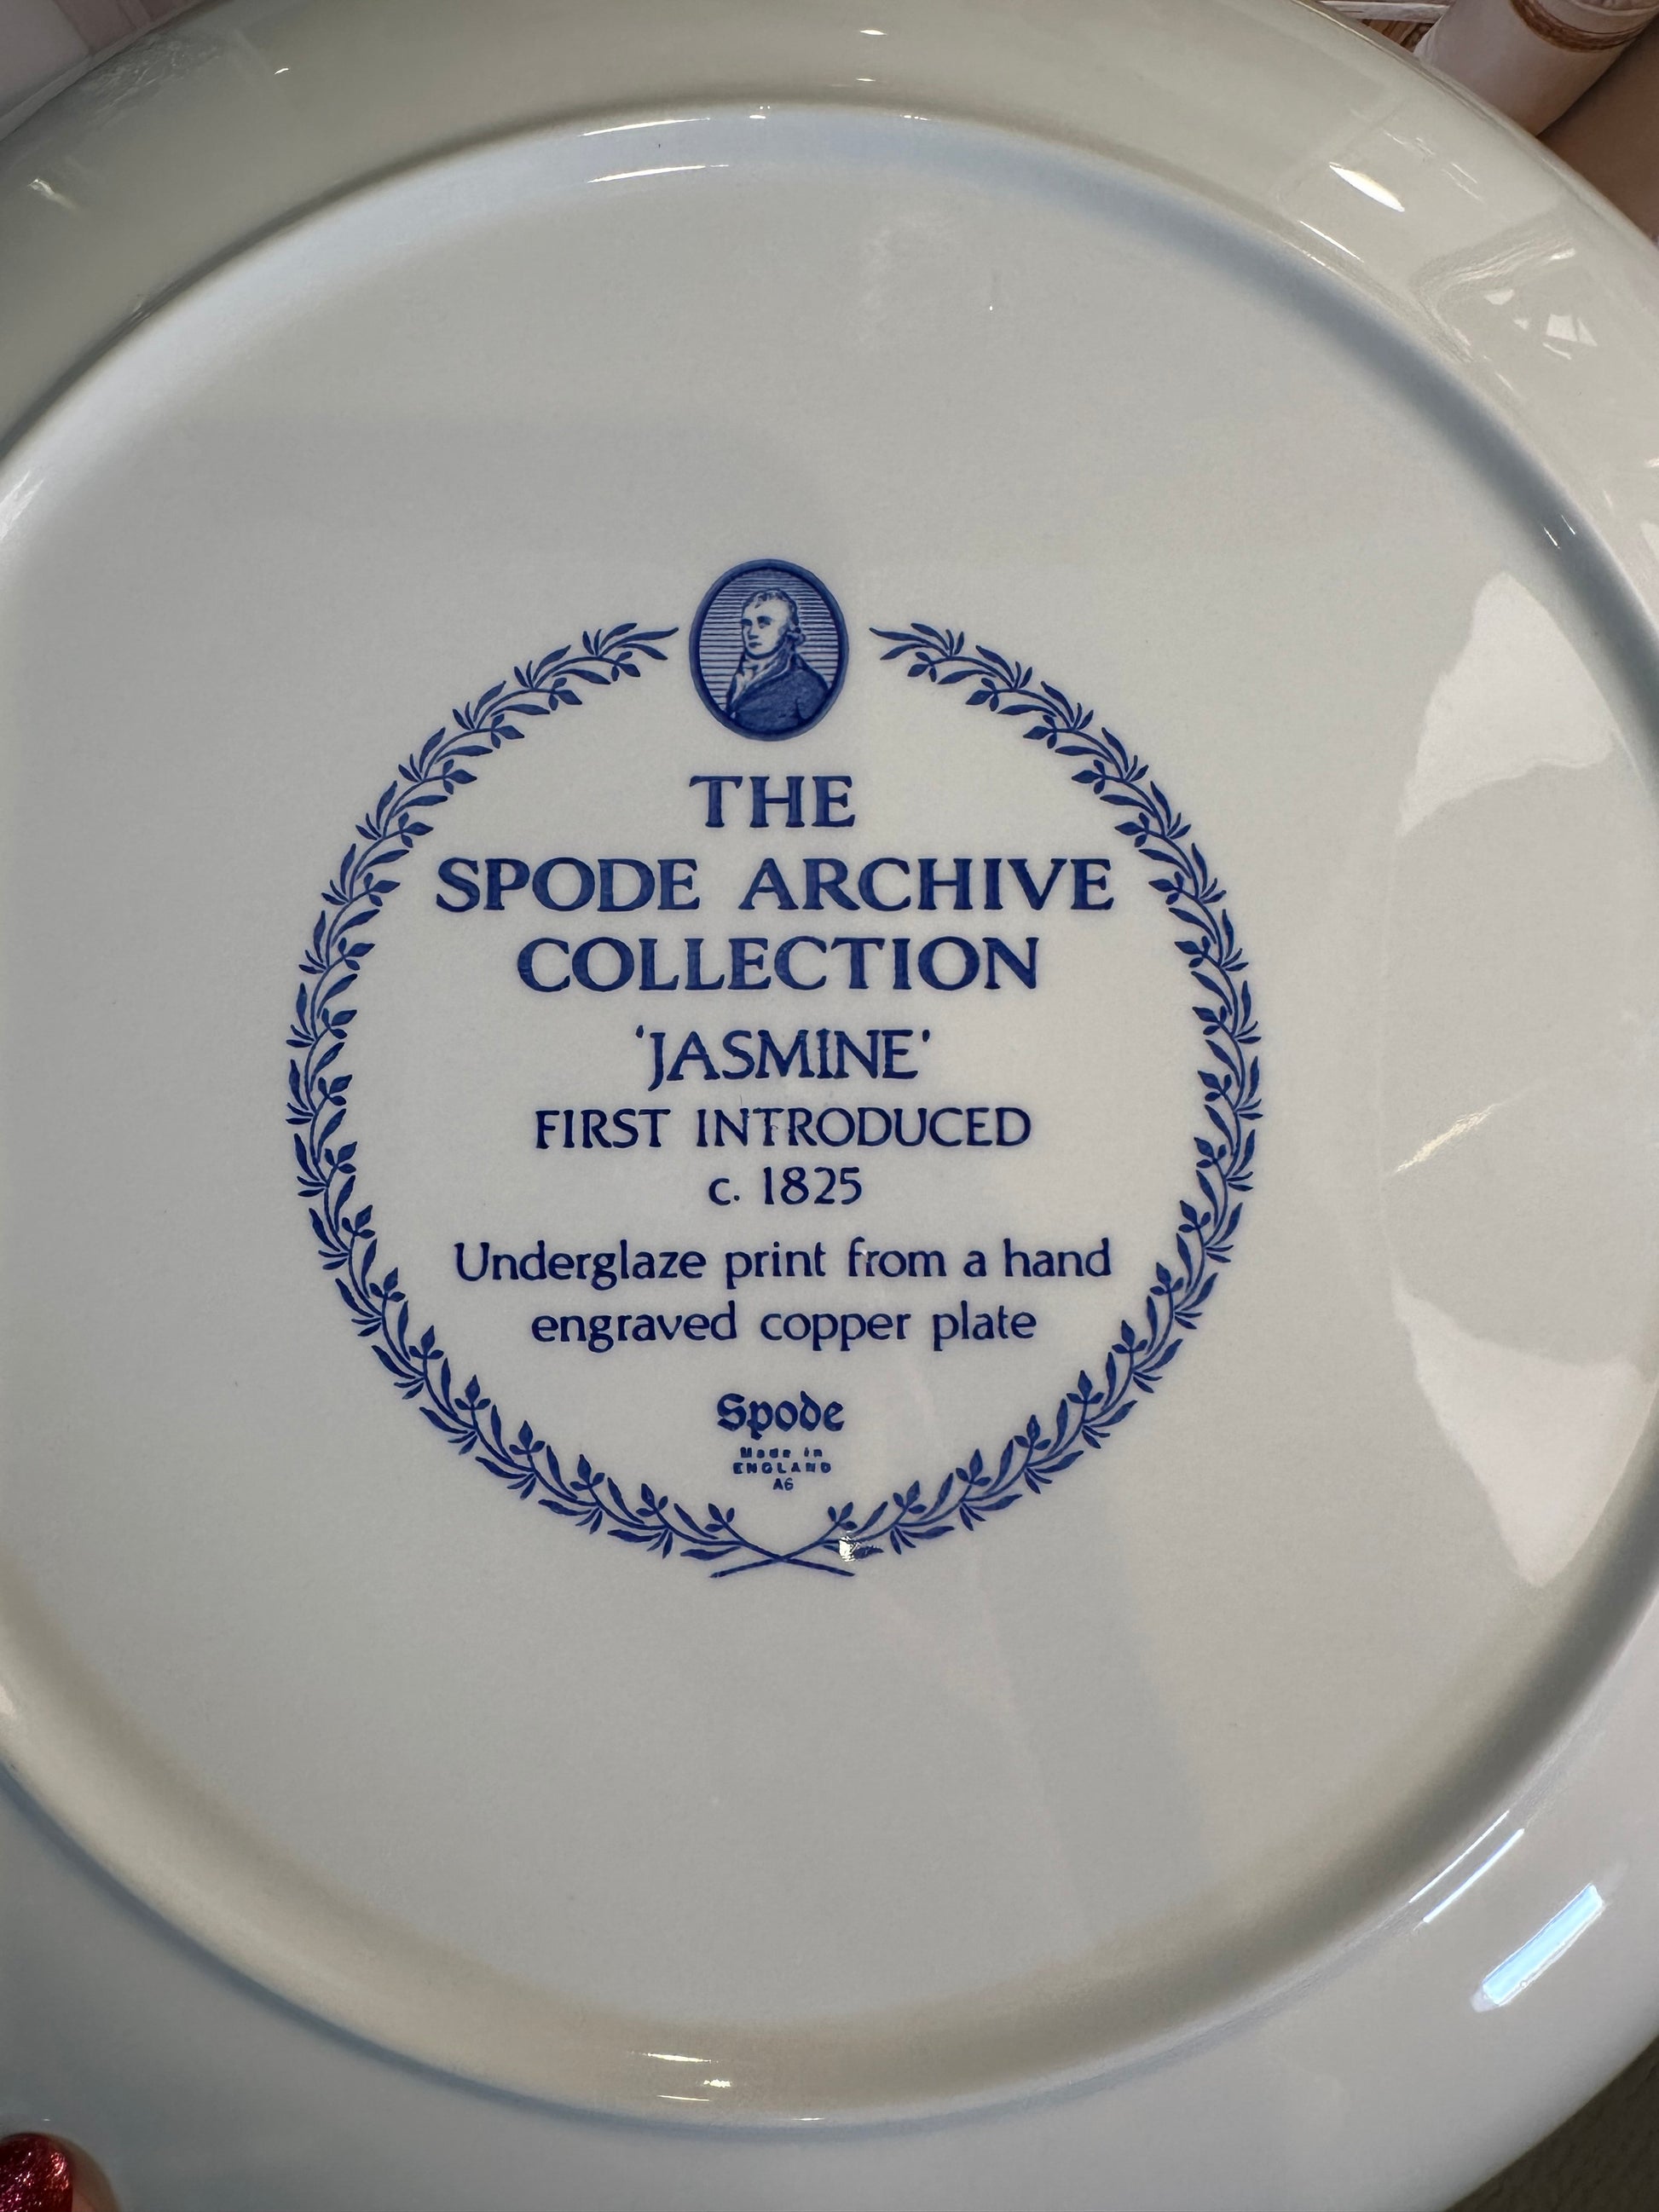 THE
SPODE ARCHIVE
COLLECTION
'JASMINE'
FIRST INTRODUCED
c. 1825
Underglaze print from a hand
engraved copper plate
Spode
Made in
ENGLAND
A6